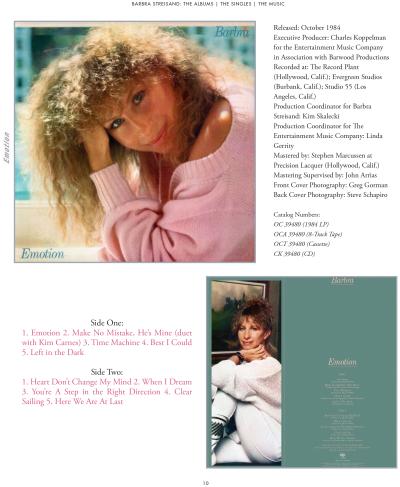 BARBRA STREISAND: THE ALBUMS | THE SINGLES | THE MUSIC
Barbra
Emotion
Emotion
Released: October 1984
Executive Producer: Charles Koppelman
for the Entertainment Music Company
in Association with Barwood Productions
Recorded at: The Record Plant
(Hollywood, Calif.); Evergreen Studios
(Burbank, Calif.); Studio 55 (Los
Angeles, Calif.)
Production Coordinator for Barbra
Streisand: Kim Skalecki
Production Coordinator for The
Entertainment Music Company: Linda
Gerrity
Mastered by: Stephen Marcussen at
Precision Lacquer (Hollywood, Calif.)
Mastering Supervised by: John Arrias
Front Cover Photography: Greg Gorman
Back Cover Photography: Steve Schapiro
Catalog Numbers:
OC 39480 (1984 LP)
OCA 39480 (8-Track Tape)
OCT 39480 (Cassette)
CK 39480 (CD)
Side One:
1. Emotion 2. Make No Mistake, He's Mine (duet
with Kim Carnes) 3. Time Machine 4. Best I Could
5. Left in the Dark
Side Two:
1. Heart Don't Change My Mind 2. When I Dream
3. You're A Step in the Right Direction 4. Clear
Sailing 5. Here We Are At Last
Barbra
Emotion
10